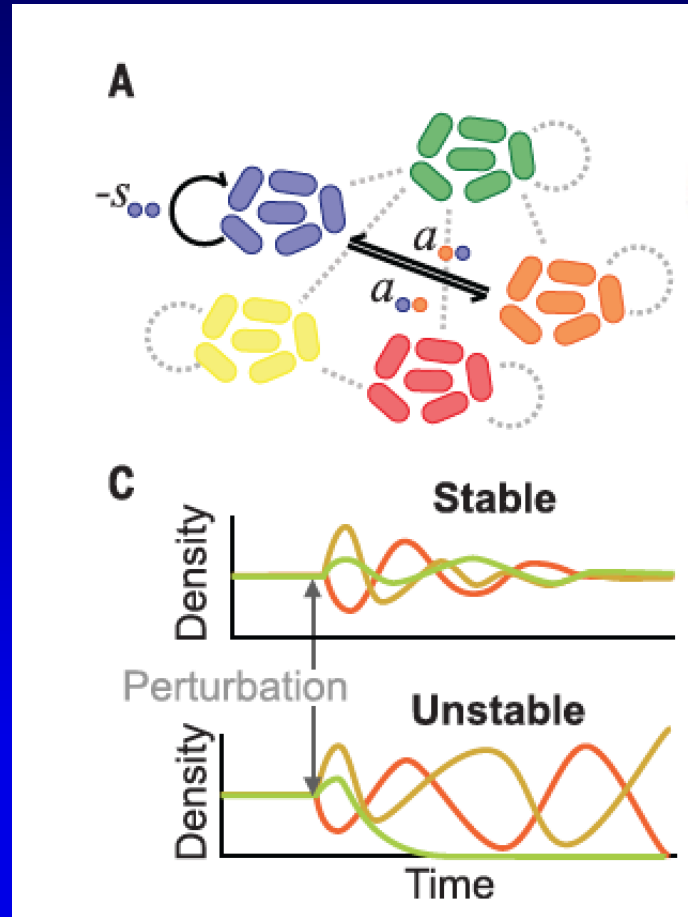 A
-s
a
a
C
Stable
Density
Perturbation
Unstable
Density
Time